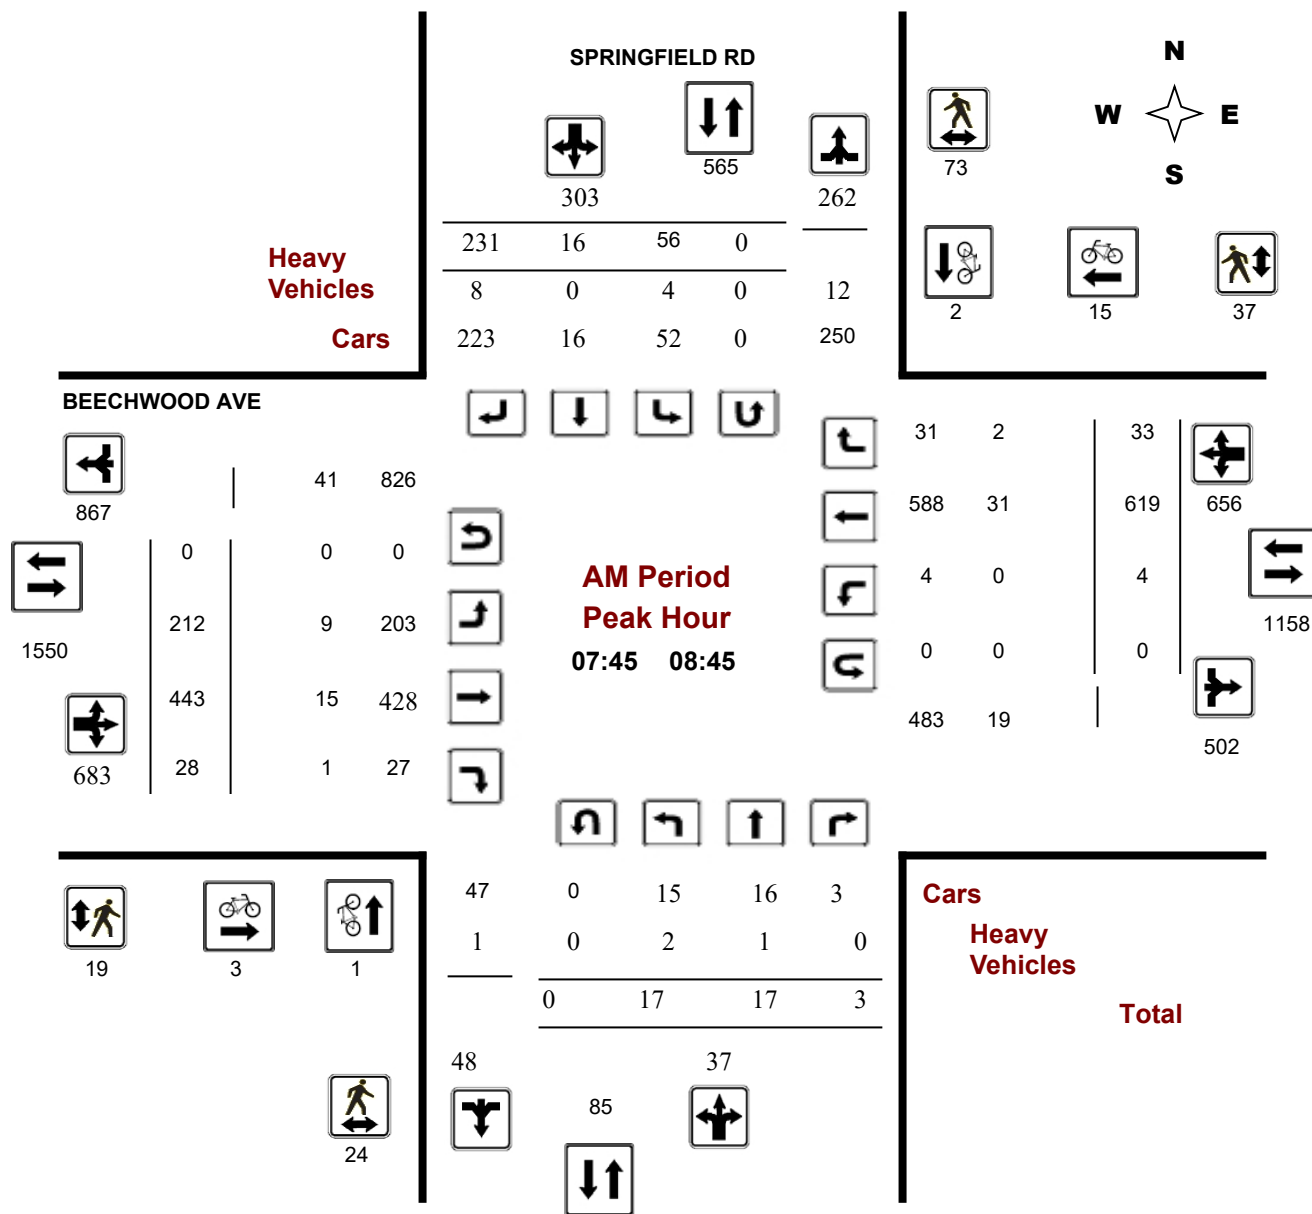 SPRINGFIELD RD
N
W E
S
565
73
303
262
231 16 56 0
Heavy
Vehicles
8 0 4 0 12
2 15 37
Cars
223 16 52 0 250
BEECHWOOD AVE
31 2 33
41 826
867
588 31 619 656
0 0 0
AM Period
4 0 4
Peak Hour
212 9 203
1158
1550
07:45 08:45
0 0 0
443 15 428
483 19
502
683
28 1 27
47 0 15 16 3
Cars
1 0 2 1 0
Heavy
Vehicles
19 3 1
0 17 17 3
Total
48 37
85
24